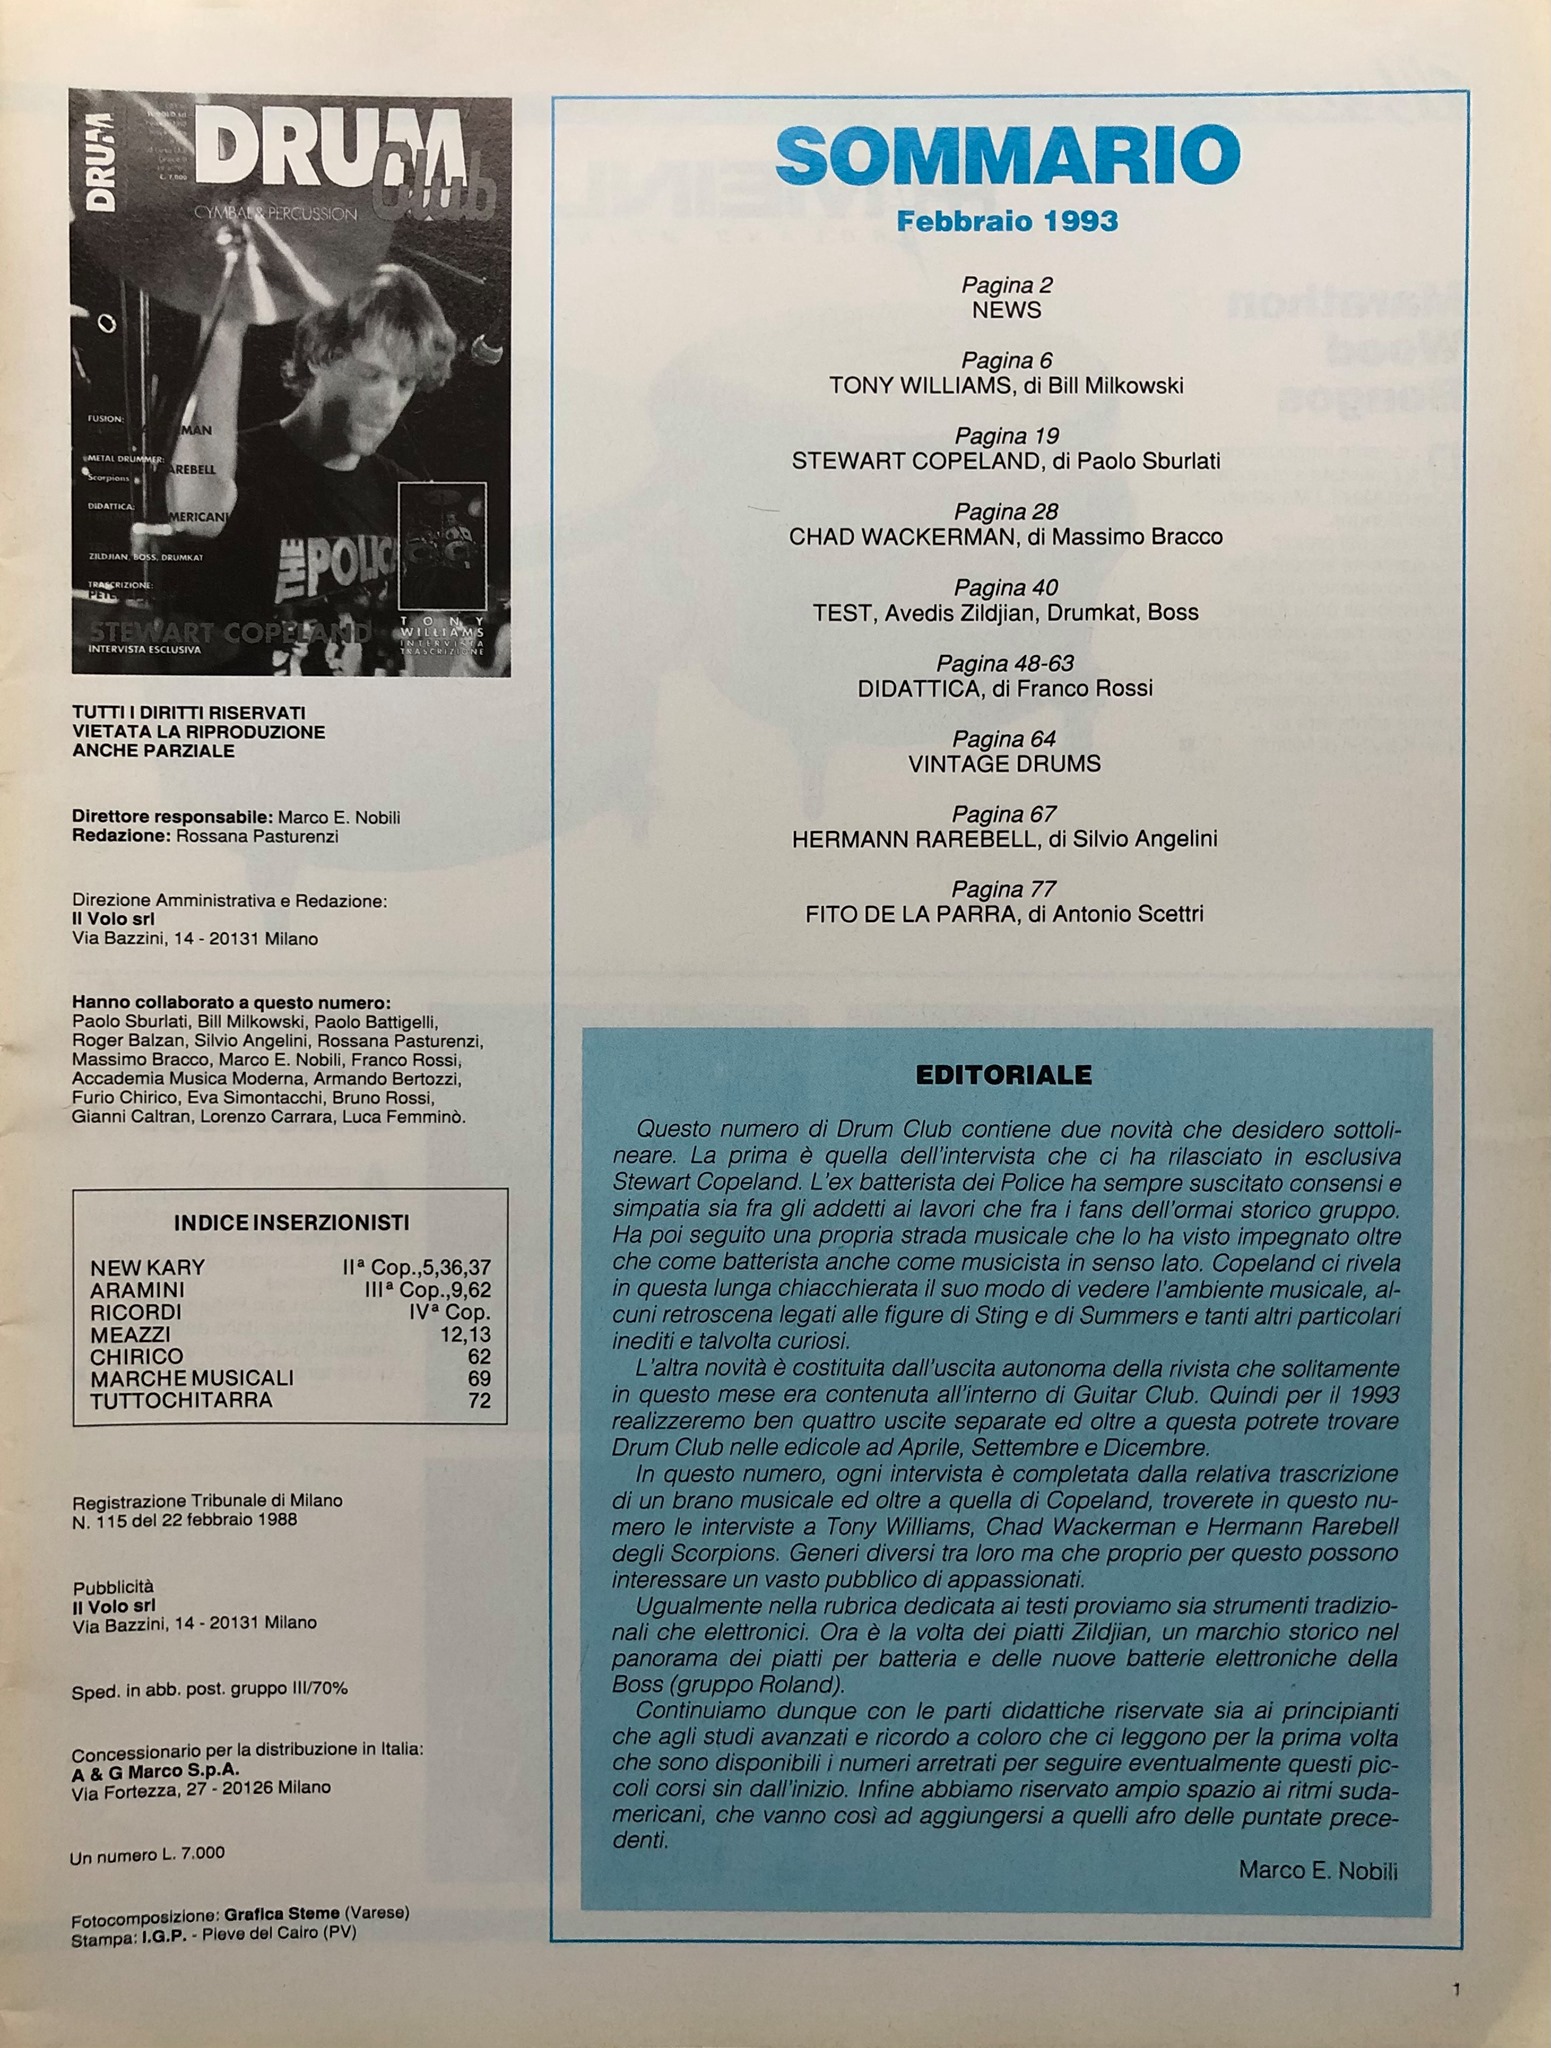 DRUM
DRUM
Club
CYMBAL & PERCUSSION
L. 7.000
FUSION:
METAL DRUMMER:
AREBELL
Scorpions
DIDATTICA:
MERICANI
ZILDJIAN, BOSS, DRUMKAT
TRASCRIZIONE:
THE POLICE
STEWART COPELAND
INTERVISTA ESCLUSIVA
TONY
WILLIAMS
INTERVISTA
TRASCRIZIONE
TUTTI I DIRITTI RISERVATI
VIETATA LA RIPRODUZIONE
ANCHE PARZIALE
Direttore responsabile: Marco E. Nobili
Redazione: Rossana Pasturenzi
Direzione Amministrativa e Redazione:
Il Volo srl
Via Bazzini, 14 - 20131 Milano
Hanno collaborato a questo numero:
Paolo Sburlati, Bill Milkowski, Paolo Battigelli,
Roger Balzan, Silvio Angelini, Rossana Pasturenzi,
Massimo Bracco, Marco E. Nobili, Franco Rossi,
Accademia Musica Moderna, Armando Bertozzi,
Furio Chirico, Eva Simontacchi, Bruno Rossi,
Gianni Caltran, Lorenzo Carrara, Luca Femminò.
INDICE INSERZIONISTI
NEW KARY IIª Cop.,5,36,37
ARAMINI IIIª Cop.,9,62
RICORDI IVª Cop.
MEAZZI 12,13
CHIRICO 62
MARCHE MUSICALI 69
TUTTOCHITARRA 72
Registrazione Tribunale di Milano
N. 115 del 22 febbraio 1988
Pubblicità
Il Volo srl
Via Bazzini, 14 - 20131 Milano
Sped. in abb. post. gruppo III/70%
Concessionario per la distribuzione in Italia:
A & G Marco S.p.A.
Via Fortezza, 27 - 20126 Milano
Un numero L. 7.000
Fotocomposizione: Grafica Steme (Varese)
Stampa: I.G.P. - Pieve del Cairo (PV)
SOMMARIO
Febbraio 1993
Pagina 2
NEWS
Pagina 6
TONY WILLIAMS, di Bill Milkowski
Pagina 19
STEWART COPELAND, di Paolo Sburlati
Pagina 28
CHAD WACKERMAN, di Massimo Bracco
Pagina 40
TEST, Avedis Zildjian, Drumkat, Boss
Pagina 48-63
DIDATTICA, di Franco Rossi
Pagina 64
VINTAGE DRUMS
Pagina 67
HERMANN RAREBELL, di Silvio Angelini
Pagina 77
FITO DE LA PARRA, di Antonio Scettri
EDITORIALE
Questo numero di Drum Club contiene due novità che desidero sottoli-
neare. La prima è quella dell'intervista che ci ha rilasciato in esclusiva
Stewart Copeland. L'ex batterista dei Police ha sempre suscitato consensi e
simpatia sia fra gli addetti ai lavori che fra i fans dell'ormai storico gruppo.
Ha poi seguito una propria strada musicale che lo ha visto impegnato oltre
che come batterista anche come musicista in senso lato. Copeland ci rivela
in questa lunga chiacchierata il suo modo di vedere l'ambiente musicale, al-
cuni retroscena legati alle figure di Sting e di Summers e tanti altri particolari
inediti e talvolta curiosi.
L'altra novità è costituita dall'uscita autonoma della rivista che solitamente
in questo mese era contenuta all'interno di Guitar Club. Quindi per il 1993
realizzeremo ben quattro uscite separate ed oltre a questa potrete trovare
Drum Club nelle edicole ad Aprile, Settembre e Dicembre.
In questo numero, ogni intervista è completata dalla relativa trascrizione
di un brano musicale ed oltre a quella di Copeland, troverete in questo nu-
mero le interviste a Tony Williams, Chad Wackerman e Hermann Rarebell
degli Scorpions. Generi diversi tra loro ma che proprio per questo possono
interessare un vasto pubblico di appassionati.
Ugualmente nella rubrica dedicata ai testi proviamo sia strumenti tradizio-
nali che elettronici. Ora è la volta dei piatti Zildjian, un marchio storico nel
panorama dei piatti per batteria e delle nuove batterie elettroniche della
Boss (gruppo Roland).
Continuiamo dunque con le parti didattiche riservate sia ai principianti
che agli studi avanzati e ricordo a coloro che ci leggono per la prima volta
che sono disponibili i numeri arretrati per seguire eventualmente questi pic-
coli corsi sin dall'inizio. Infine abbiamo riservato ampio spazio ai ritmi suda-
mericani, che vanno così ad aggiungersi a quelli afro delle puntate prece-
denti.
Marco E. Nobili
1